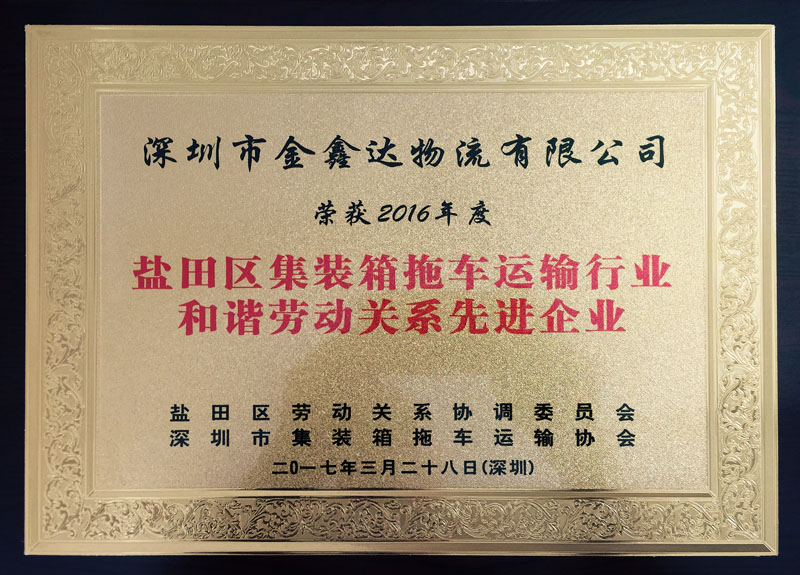 深圳市金鑫达物流有限公司
荣获2016年度
盐田区集装箱拖车运输行业
和谐劳动关系先进企业
盐田区劳动关系协调委员会
深圳市集装箱拖车运输协会
二0一七年三月二十八日(深圳)